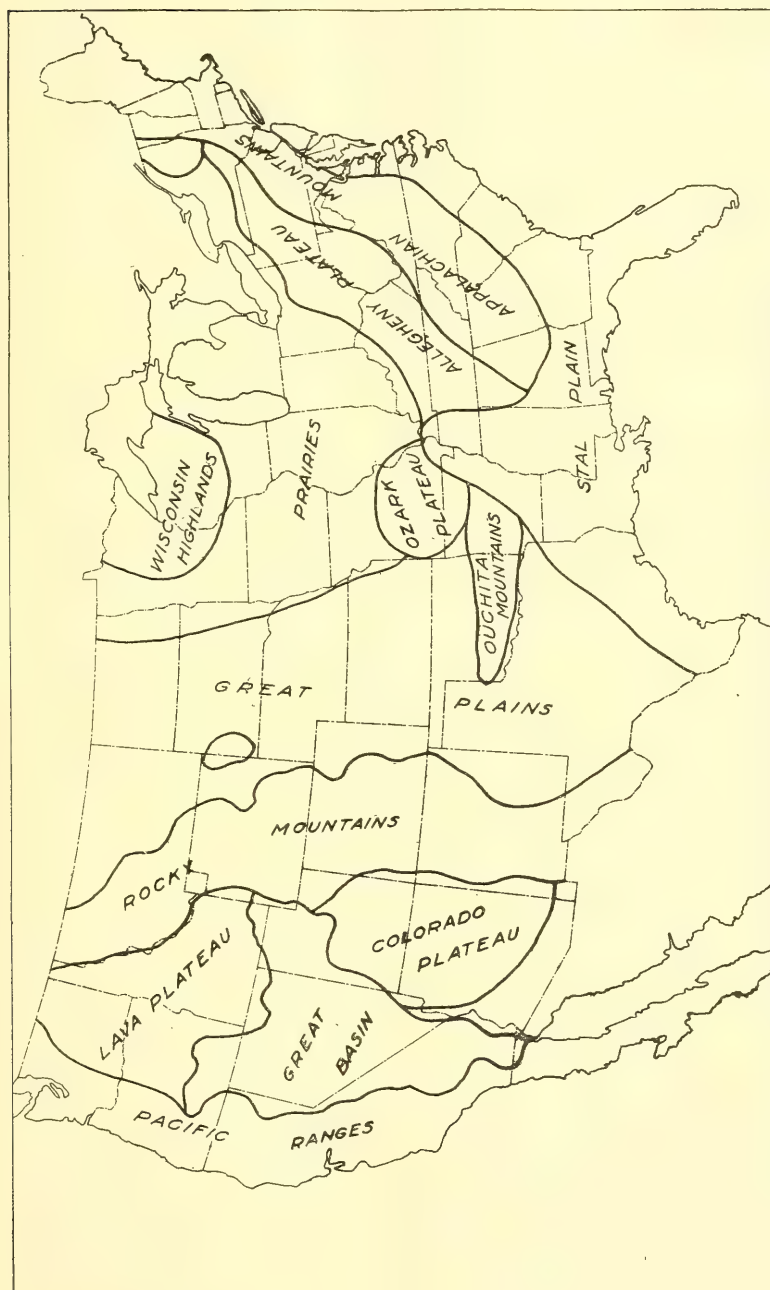 MOUNTAINS
APPALACHIAN
PLATEAU
ALLEGHENY
PLAIN
STAL
PRAIRIES
WISCONSIN
HIGHLANDS
OZARK
PLATEAU
OUCHITA
MOUNTAINS
GREAT
PLAINS
ROCKY
MOUNTAINS
COLORADO
PLATEAU
LAVA PLATEAU
GREAT
BASIN
PACIFIC
RANGES